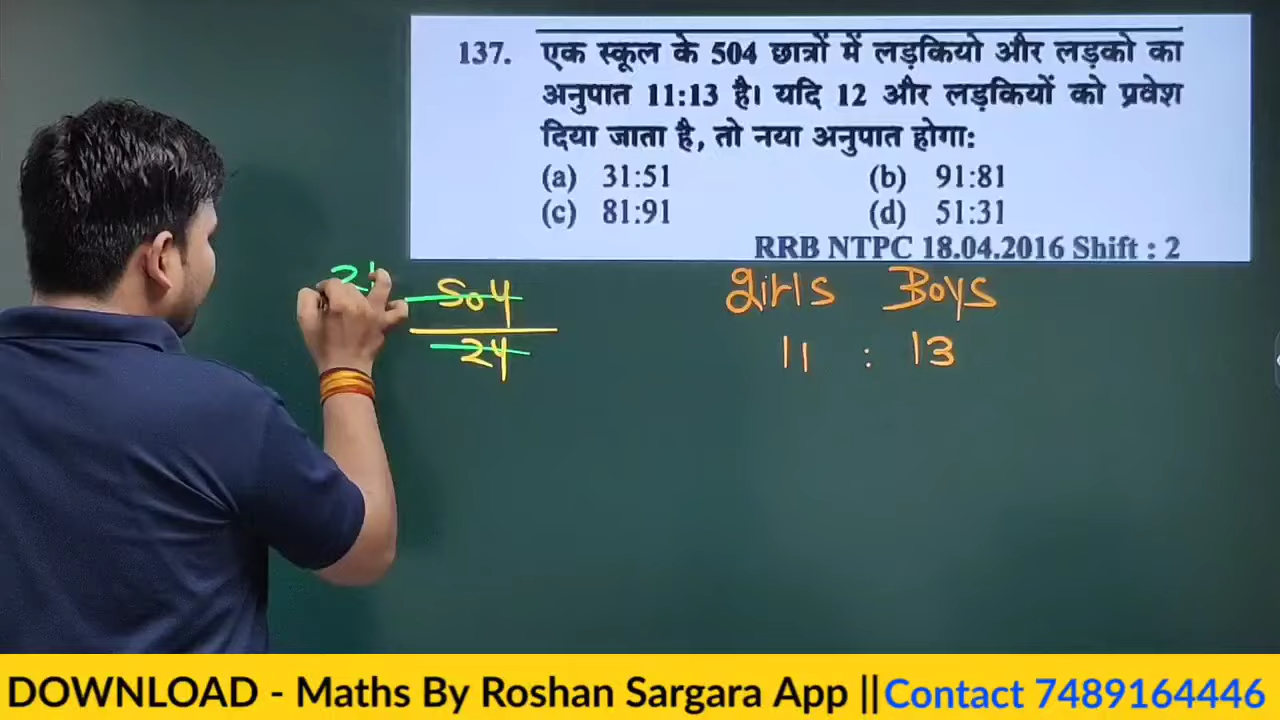 137. एक स्कूल के 504 छात्रों में लड़कियो और लड़को का
अनुपात 11:13 है। यदि 12 और लड़कियों को प्रवेश
दिया जाता है, तो नया अनुपात होगा:
(a) 31:51 (b) 91:81
(c) 81:91 (d) 51:31
RRB NTPC 18.04.2016 Shift : 2
21
504
24
Girls Boys
11 : 13
DOWNLOAD - Maths By Roshan Sargara App ||Contact 7489164446